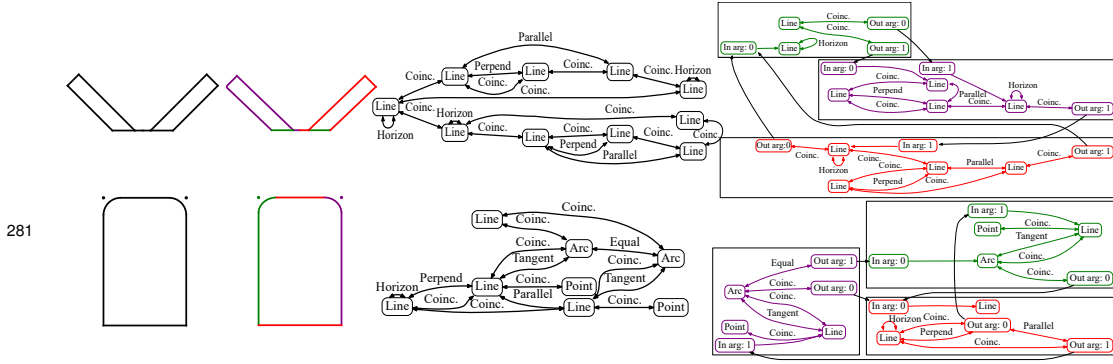 281
Parallel
Coinc.
Line
Perpend
Line
Coinc.
Line
Coinc.
Horizon
Coinc.
Line
Line
Horizon
Coinc.
Horizon
Line
Coinc.
Coinc.
Line
Line
Perpend
Line
Coinc.
Line
Coinc.
Parallel
Line
Coinc.
Line
Coinc.
Coinc.
Tangent
Arc
Equal
Arc
Coinc.
Tangent
Horizon
Perpend
Line
Coinc.
Point
Line
Coinc.
Coinc.
Parallel
Line
Coinc.
Point
Line
Coinc.
Coinc.
Out arg: 0
In arg: 0
Line
Horizon
Out arg: 1
In arg: 0
In arg: 1
Coinc.
Line
Line
Perpend
Coinc.
Line
Parallel
Coinc.
Horizon
Line
Coinc.
Out arg: 1
Out arg:0
Coinc.
Line
Horizon
In arg: 1
Coinc.
Coinc.
Line
Parallel
Line
Coinc.
Out arg: 1
Line
Perpend
Coinc.
Equal
Out arg: 1
Arc
Coinc.
Out arg: 0
Coinc.
Tangent
Point
Line
In arg: 1
Coinc.
In arg: 1
Point
Coinc.
Line
Tangent
In arg: 0
Arc
Coinc.
Coinc.
Out arg: 0
In arg: 0
Line
Horizon
Coinc.
Out arg: 0
Line
Perpend
Parallel
Coinc.
Out arg: 1